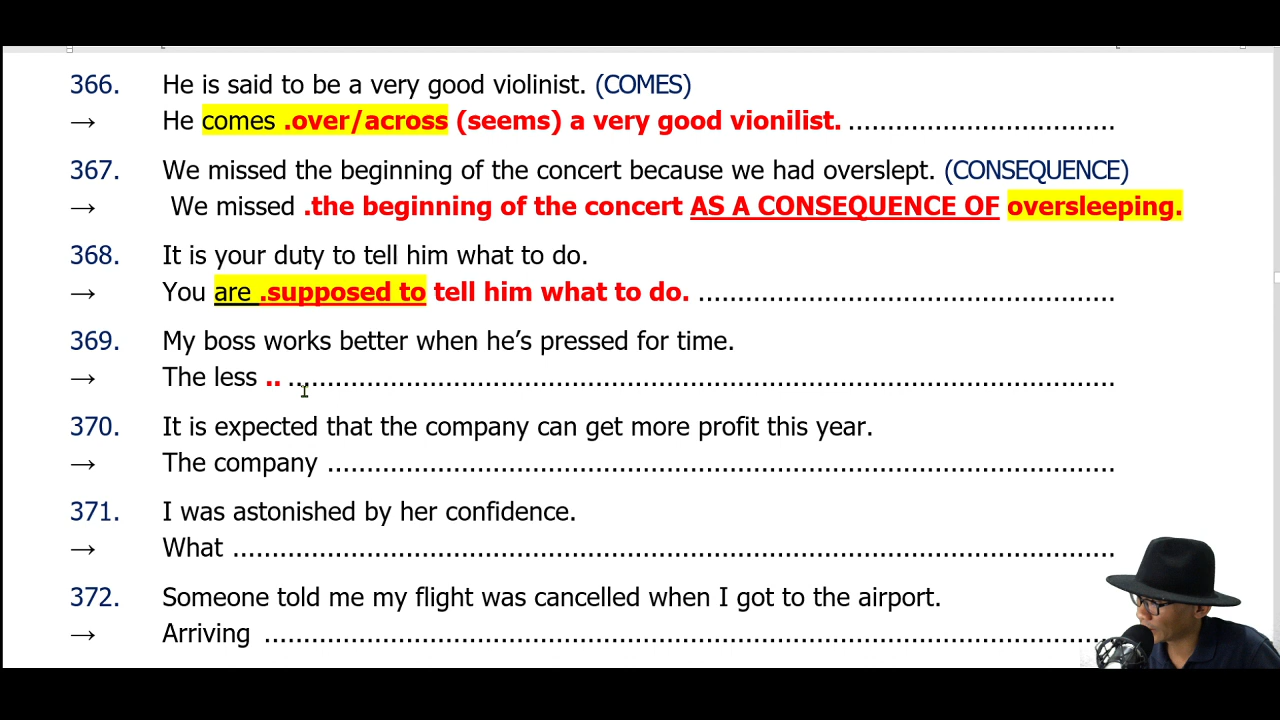 366. He is said to be a very good violinist. (COMES)
→ He comes .over/across (seems) a very good vionilist. ..................................
367. We missed the beginning of the concert because we had overslept. (CONSEQUENCE)
→ We missed .the beginning of the concert AS A CONSEQUENCE OF oversleeping.
368. It is your duty to tell him what to do.
→ You are .supposed to tell him what to do. .....................................................
369. My boss works better when he’s pressed for time.
→ The less .. .........................................................................................................
370. It is expected that the company can get more profit this year.
→ The company ....................................................................................................
371. I was astonished by her confidence.
→ What ................................................................................................................
372. Someone told me my flight was cancelled when I got to the airport.
→ Arriving ..........................................................................................................